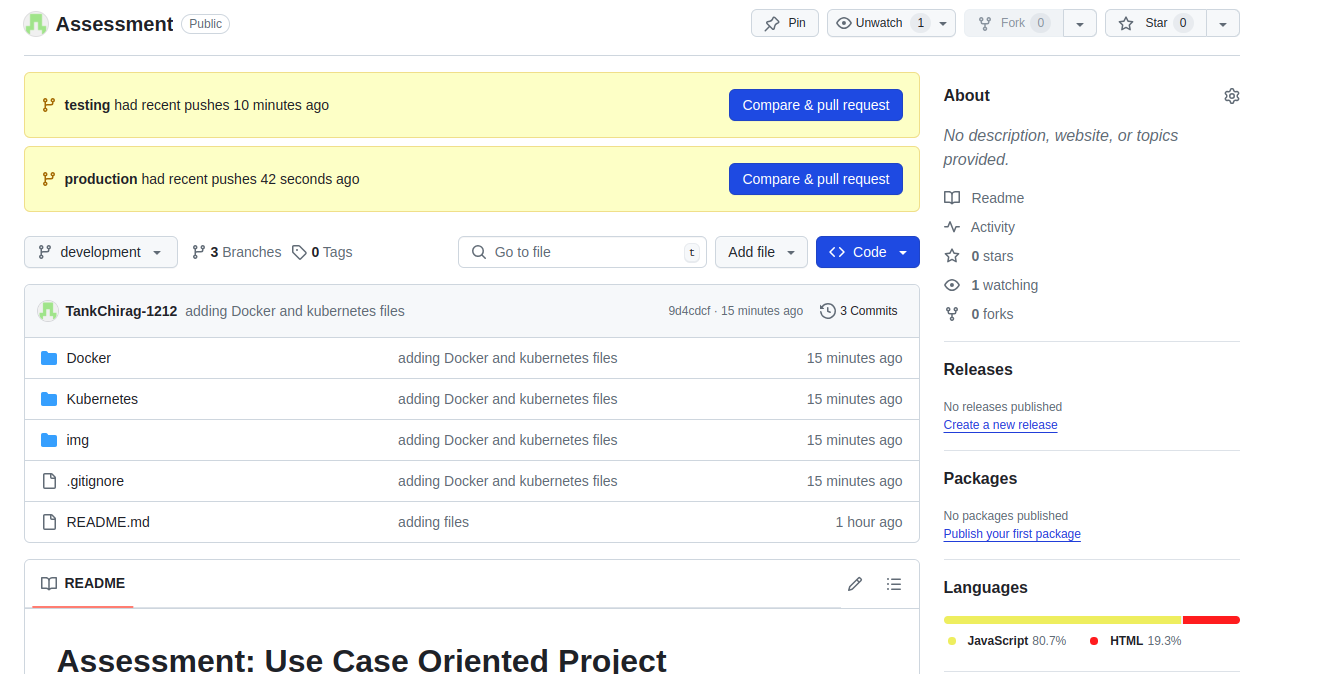 Assessment Public Pin Unwatch 1 Fork 0 Star 0
testing had recent pushes 10 minutes ago Compare & pull request
production had recent pushes 42 seconds ago Compare & pull request
development 3 Branches 0 Tags Go to file t Add file Code
TankChirag-1212 adding Docker and kubernetes files 9d4cdcf · 15 minutes ago 3 Commits
Docker adding Docker and kubernetes files 15 minutes ago
Kubernetes adding Docker and kubernetes files 15 minutes ago
img adding Docker and kubernetes files 15 minutes ago
.gitignore adding Docker and kubernetes files 15 minutes ago
README.md adding files 1 hour ago
README
Assessment: Use Case Oriented Project
About
No description, website, or topics
provided.
Readme
Activity
0 stars
1 watching
0 forks
Releases
No releases published
Create a new release
Packages
No packages published
Publish your first package
Languages
JavaScript 80.7% HTML 19.3%